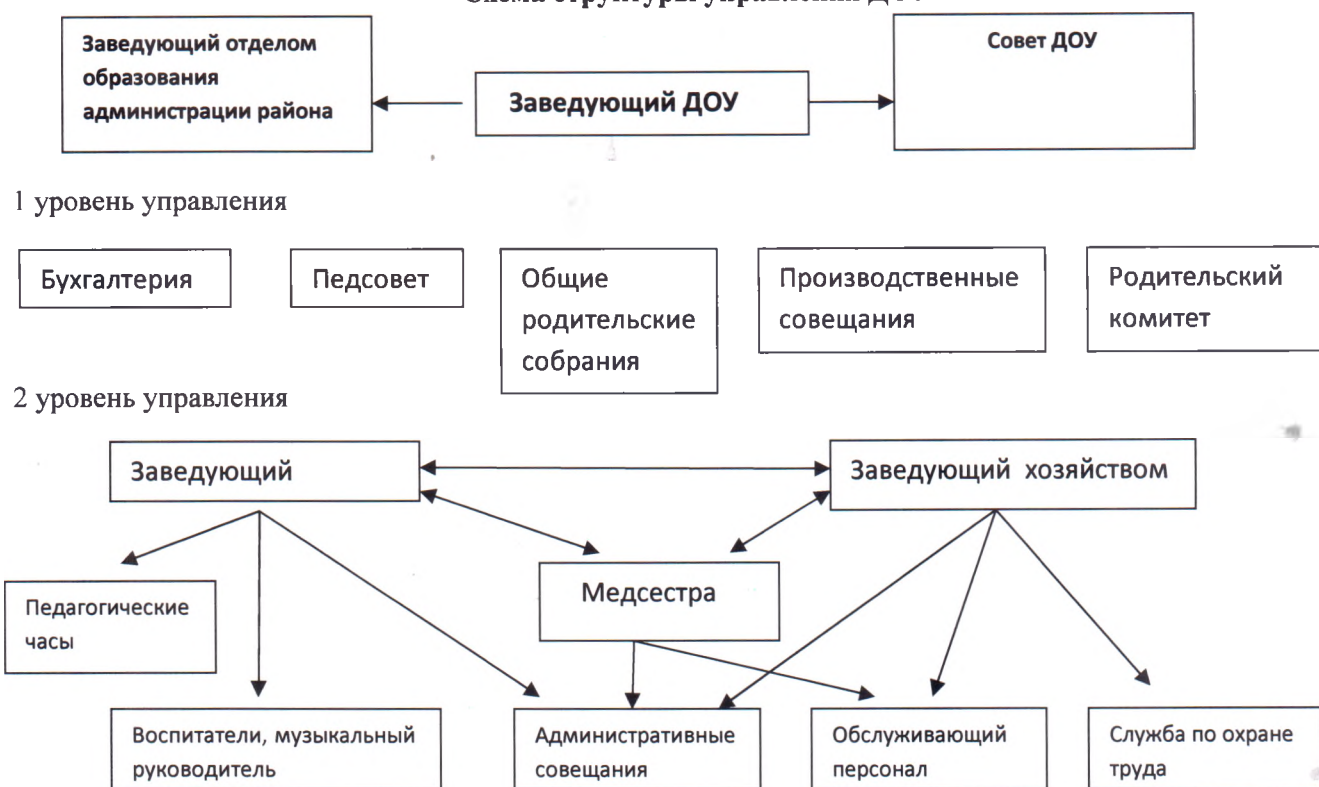 Заведующий отделом
образования
администрации района
Заведующий ДОУ
Совет ДОУ
1 уровень управления
Бухгалтерия
Педсовет
Общие
родительские
собрания
Производственные
совещания
Родительский
комитет
2 уровень управления
Заведующий
Заведующий хозяйством
Медсестра
Педагогические
часы
Воспитатели, музыкальный
руководитель
Административные
совещания
Обслуживающий
персонал
Служба по охране
труда